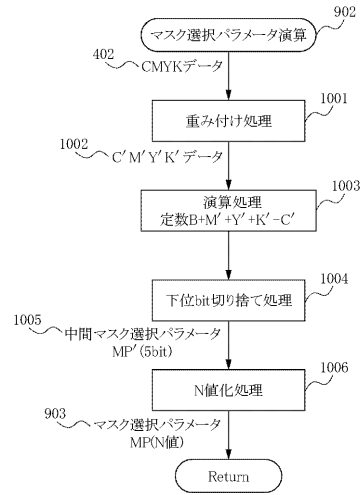 902
マスク選択パラメータ演算
402
CMYKデータ
1001
重み付け処理
1002
C′M′Y′K′データ
1003
演算処理
定数B+M′+Y′+K′-C′
1004
下位bit切り捨て処理
1005
中間マスク選択パラメータ
MP′(5bit)
1006
N値化処理
903
マスク選択パラメータ
MP(N値)
Return